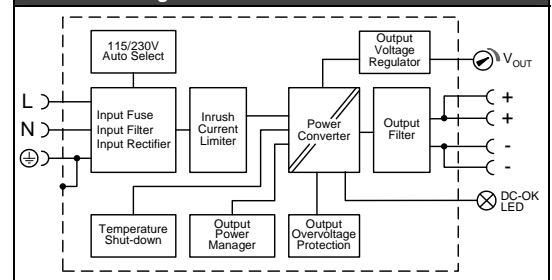 115/230V
Auto Select
Output
Voltage
Regulator
VOUT
L
N
Input Fuse
Input Filter
Input Rectifier
Inrush
Current
Limiter
Power
Converter
Output
Filter
+
+
-
-
DC-OK
LED
Temperature
Shut-down
Output
Power
Manager
Output
Overvoltage
Protection